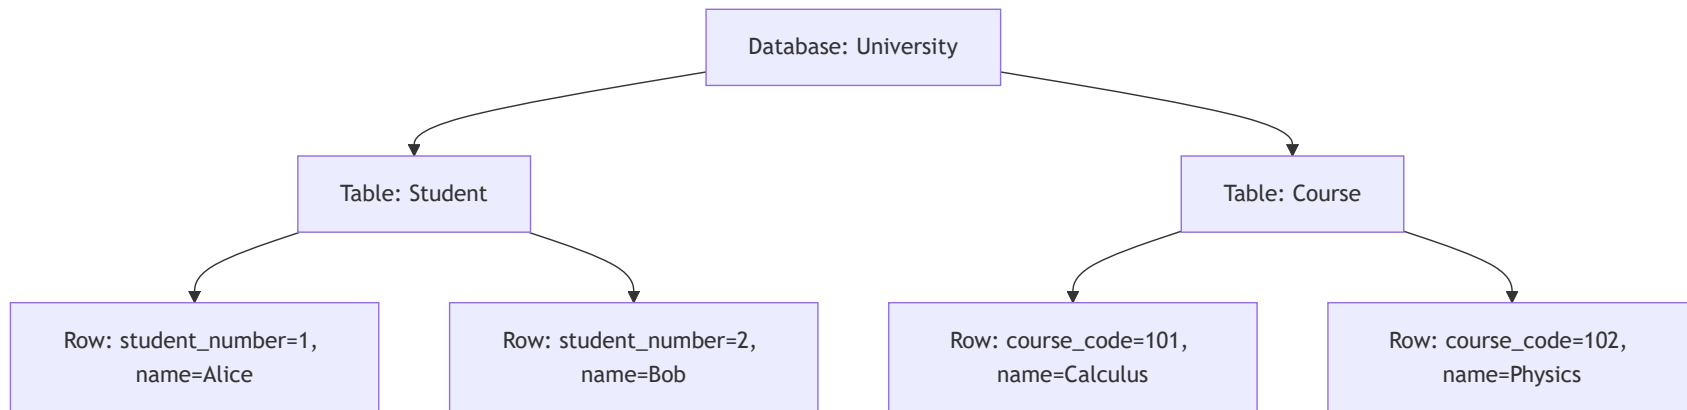 Database: University
Table: Student
Table: Course
Row: student_number=1,
name=Alice
Row: student_number=2,
name=Bob
Row: course_code=101,
name=Calculus
Row: course_code=102,
name=Physics